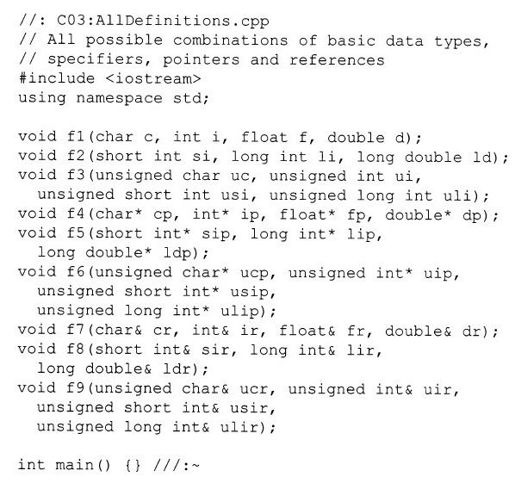 //: C03:AllDefinitions.cpp
// All possible combinations of basic data types,
// specifiers, pointers and references
#include <iostream>
using namespace std;

void f1(char c, int i, float f, double d);
void f2(short int si, long int li, long double ld);
void f3(unsigned char uc, unsigned int ui,
  unsigned short int usi, unsigned long int uli);
void f4(char* cp, int* ip, float* fp, double* dp);
void f5(short int* sip, long int* lip,
  long double* ldp);
void f6(unsigned char* ucp, unsigned int* uip,
  unsigned short int* usip,
  unsigned long int* ulip);
void f7(char& cr, int& ir, float& fr, double& dr);
void f8(short int& sir, long int& lir,
  long double& ldr);
void f9(unsigned char& ucr, unsigned int& uir,
  unsigned short int& usir,
  unsigned long int& ulir);

int main() {} ///:~